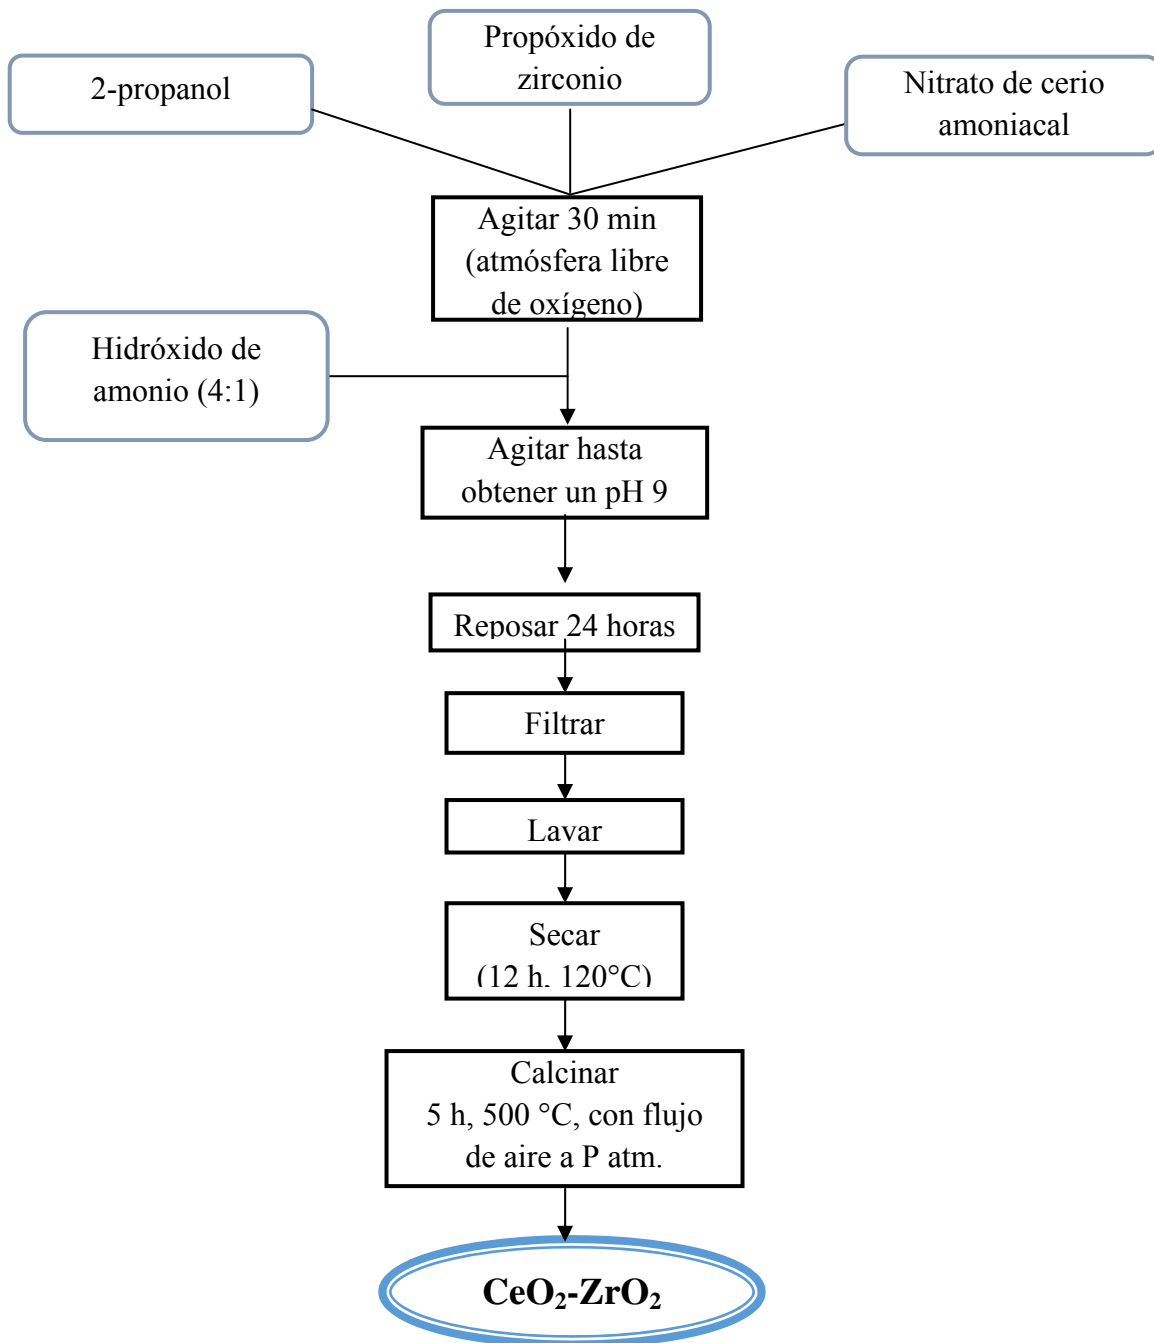 Propóxido de
zirconio
2-propanol
Nitrato de cerio
amoniacal
Agitar 30 min
(atmósfera libre
de oxígeno)
Hidróxido de
amonio (4:1)
Agitar hasta
obtener un pH 9
Reposar 24 horas
Filtrar
Lavar
Secar
(12 h, 120°C)
Calcinar
5 h, 500 °C, con flujo
de aire a P atm.
CeO₂-ZrO₂